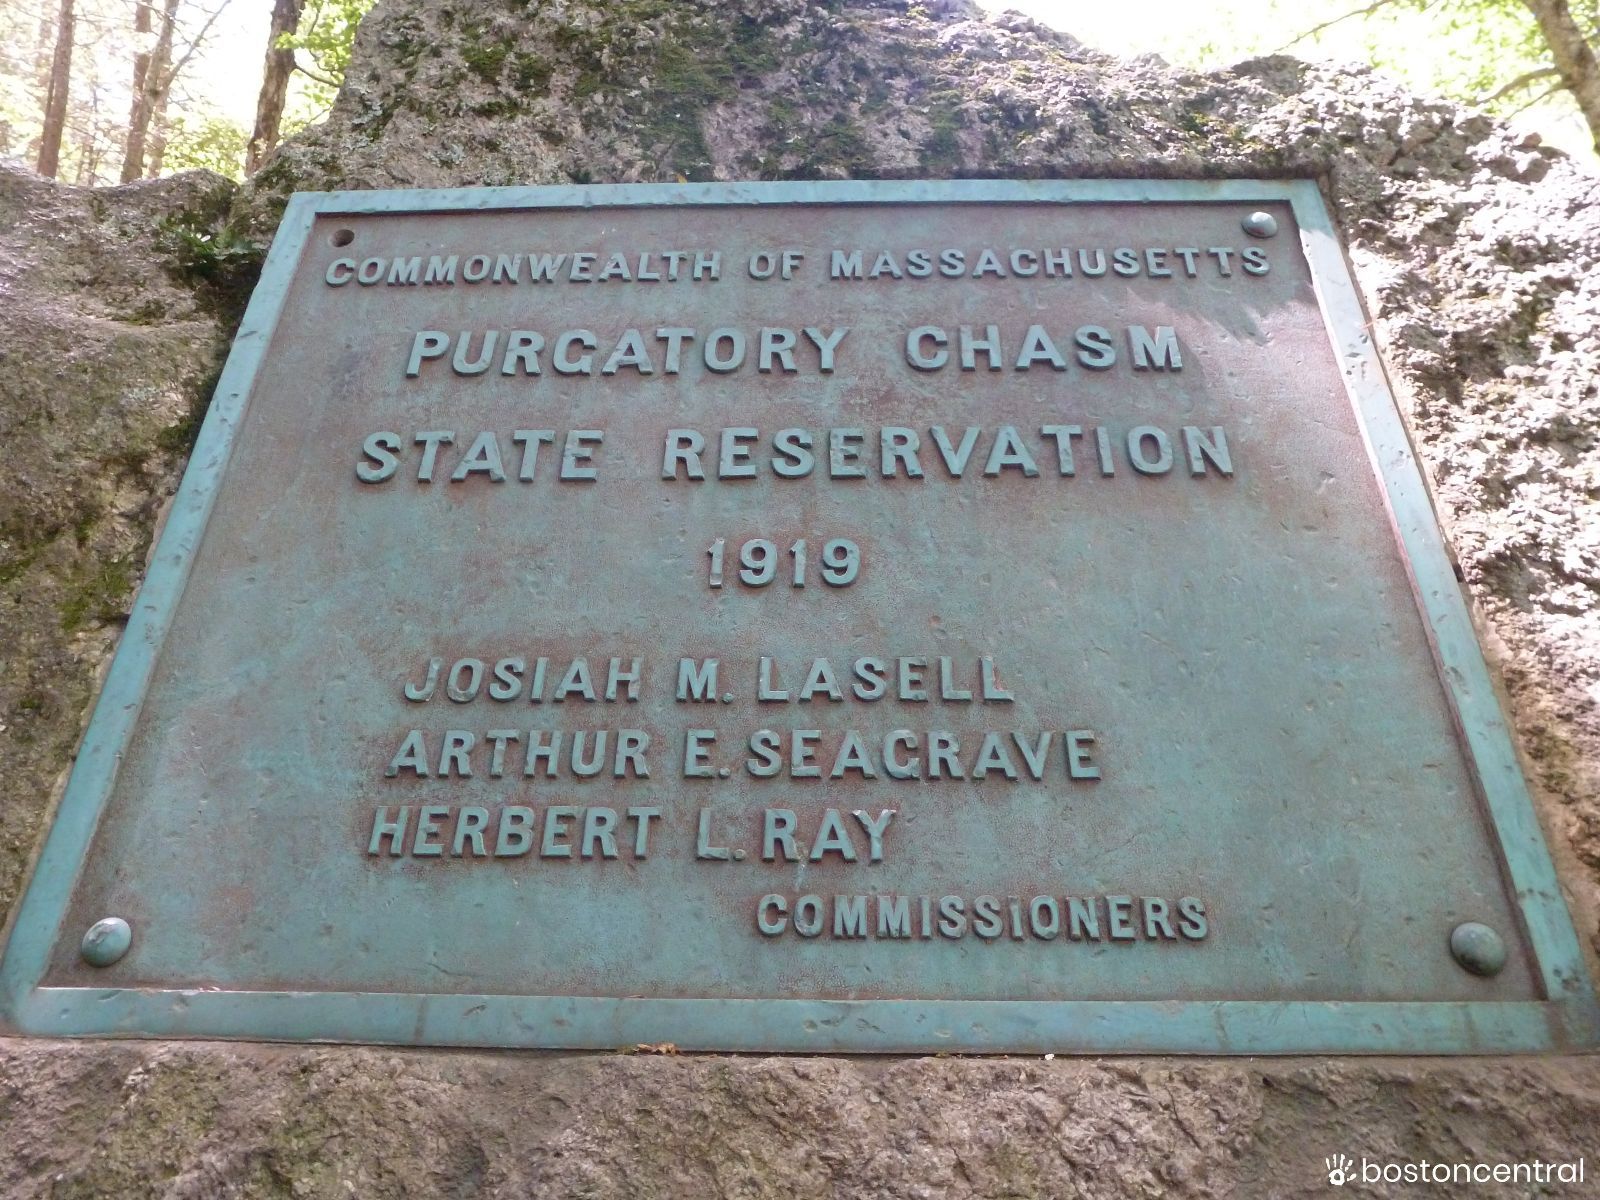 COMMONWEALTH OF MASSACHUSETTS
PURGATORY CHASM
STATE RESERVATION
1919
JOSIAH M. LASELL
ARTHUR E. SEAGRAVE
HERBERT L. RAY
COMMISSIONERS
bostoncentral